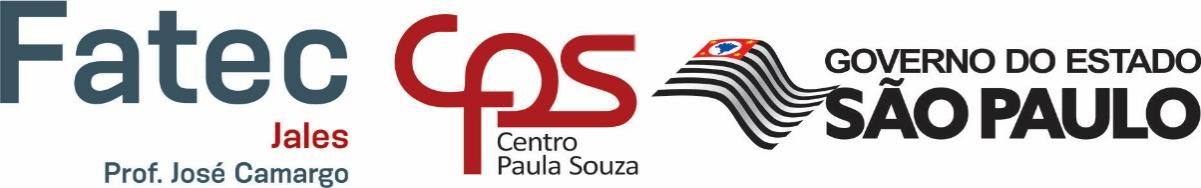 Fatec
Jales
Prof. José Camargo
cps
Centro
Paula Souza
GOVERNO DO ESTADO
SÃO PAULO